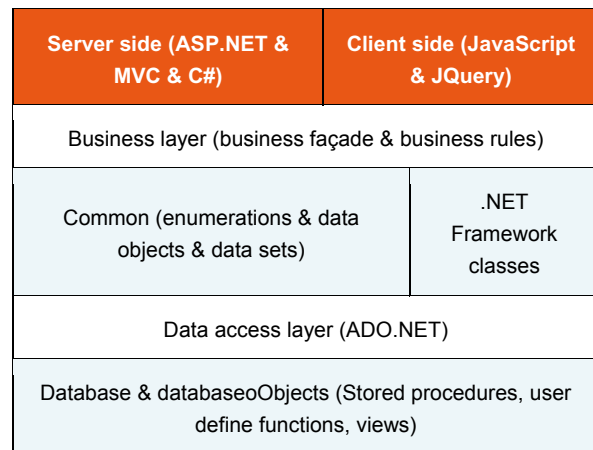 Server side (ASP.NET &
MVC & C#)
Client side (JavaScript
& JQuery)
Business layer (business façade & business rules)
Common (enumerations & data
objects & data sets)
.NET
Framework
classes
Data access layer (ADO.NET)
Database & databaseoObjects (Stored procedures, user
define functions, views)